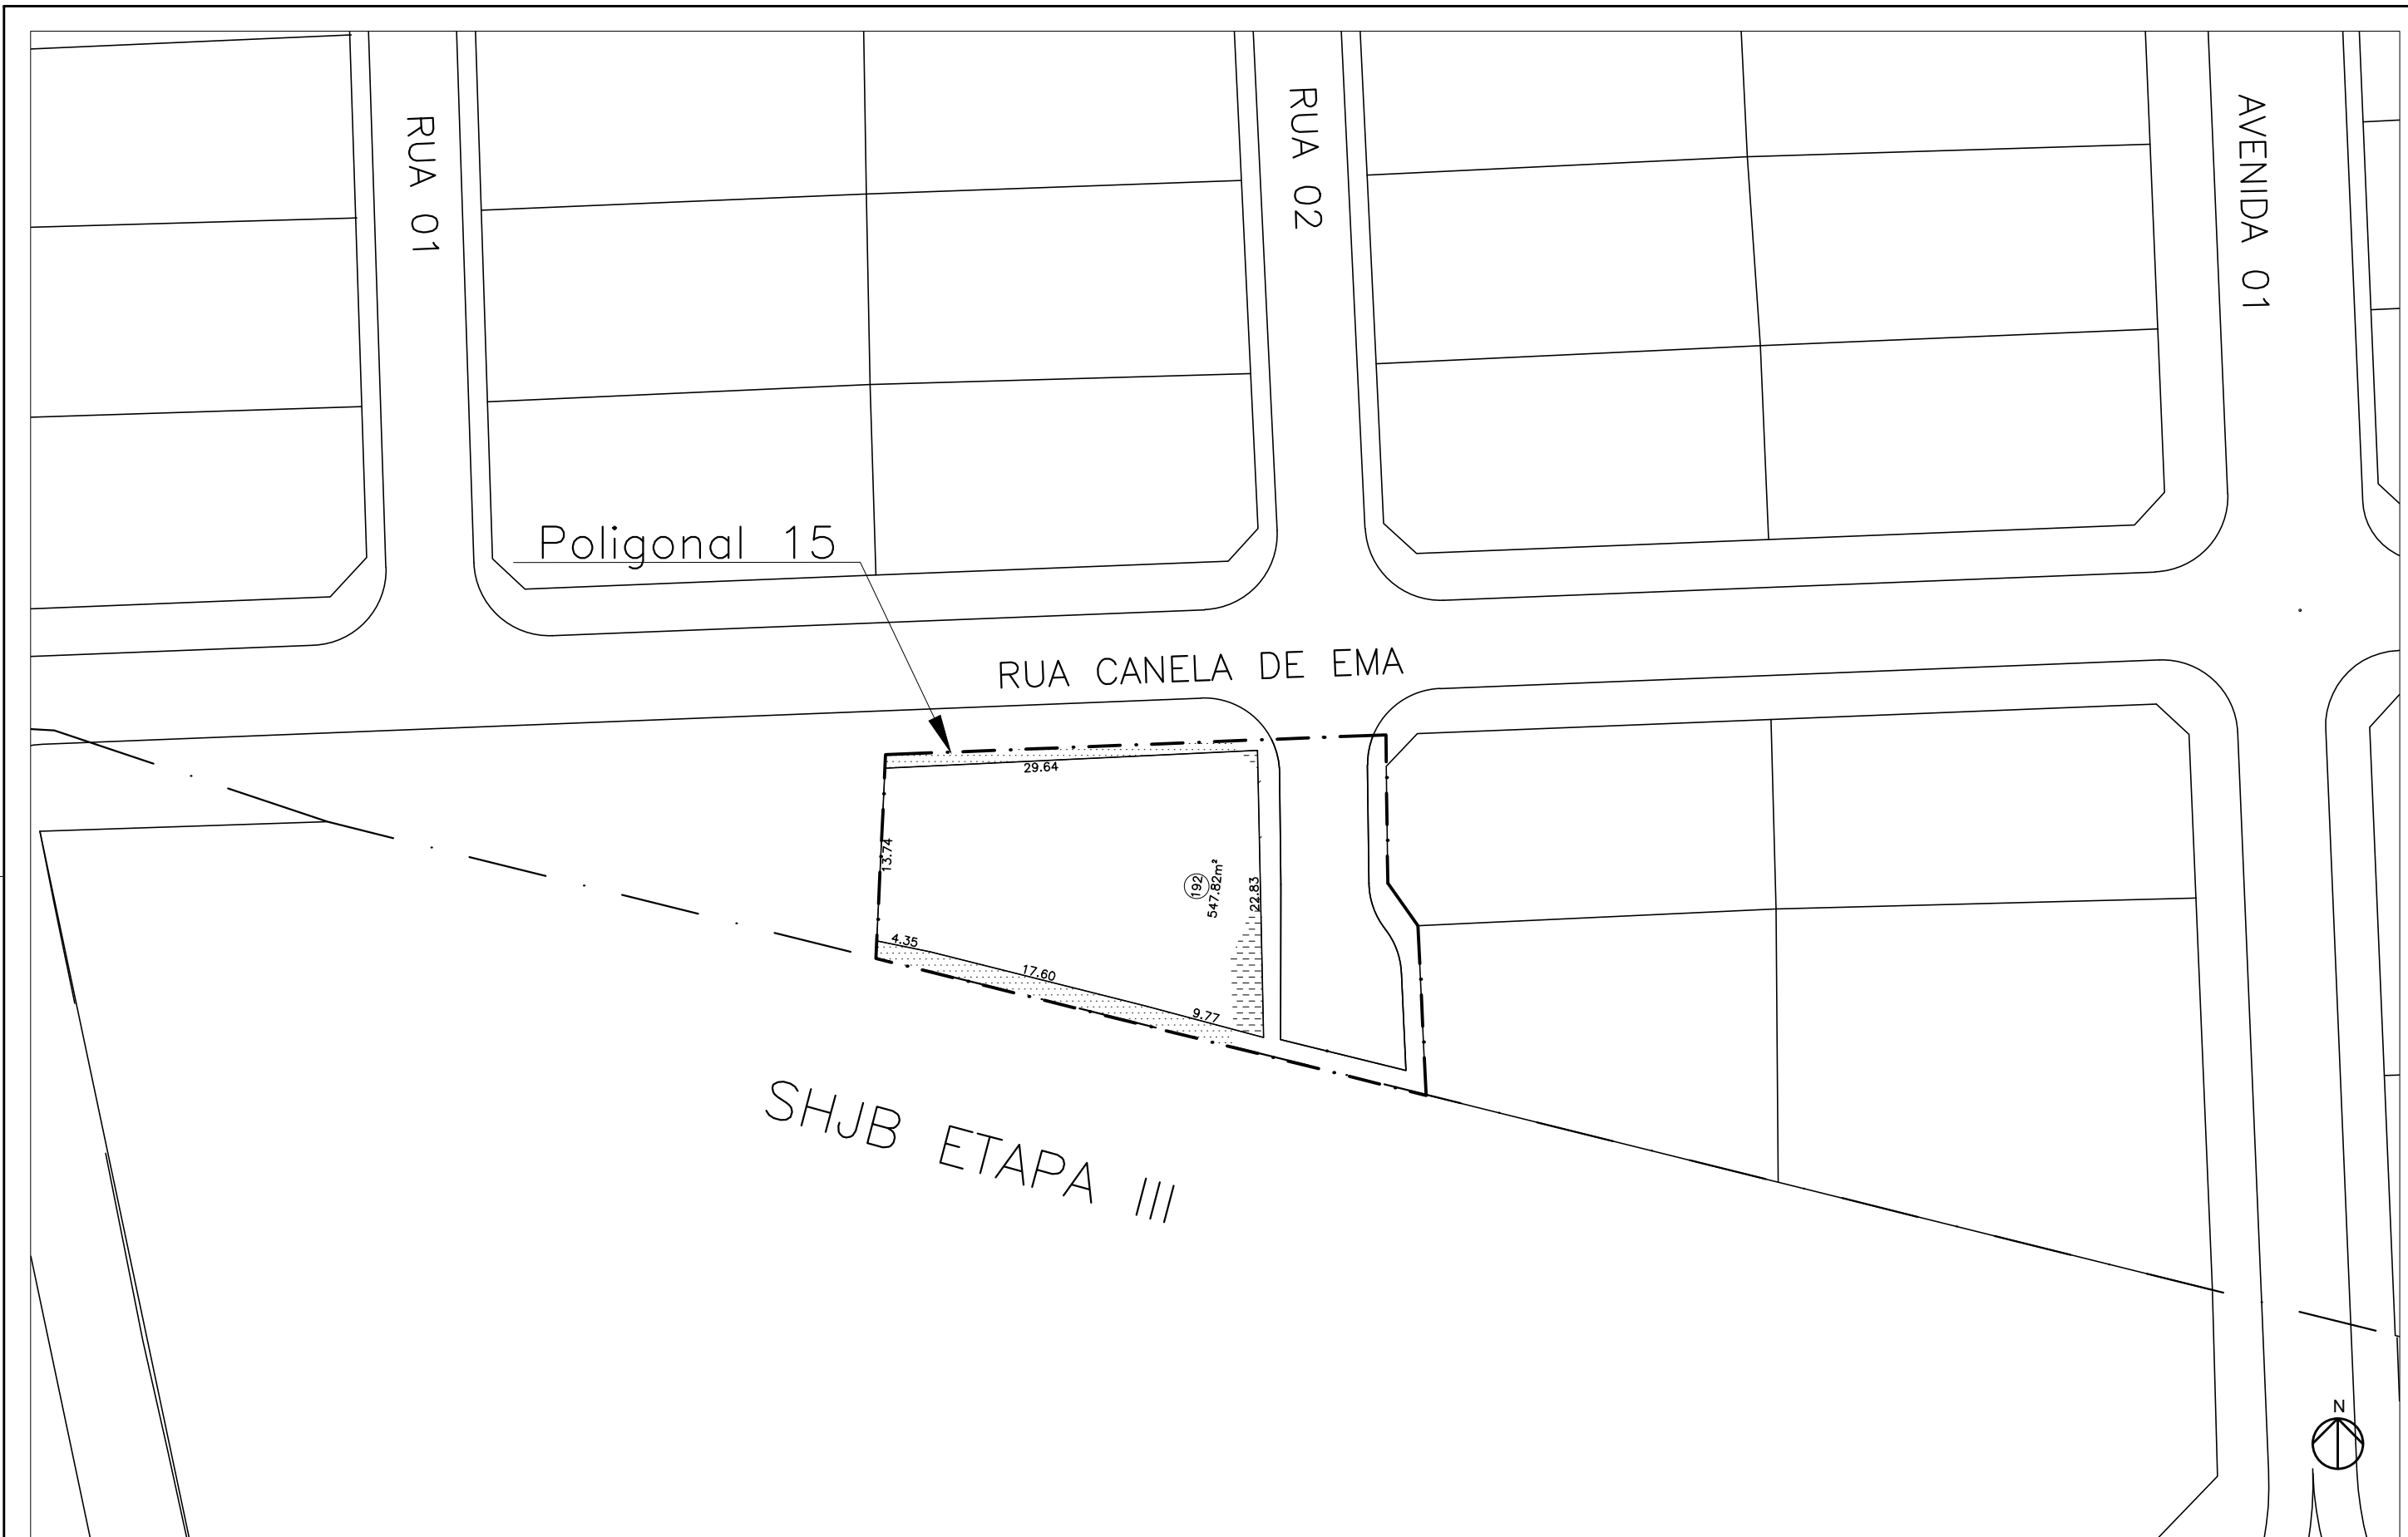 RUA 01
RUA 02
AVENIDA 01
Poligonal 15
RUA CANELA DE EMA
29.64
13.74
192
547.82m²
22.83
4.35
17.60
9.77
SHJB ETAPA III
N